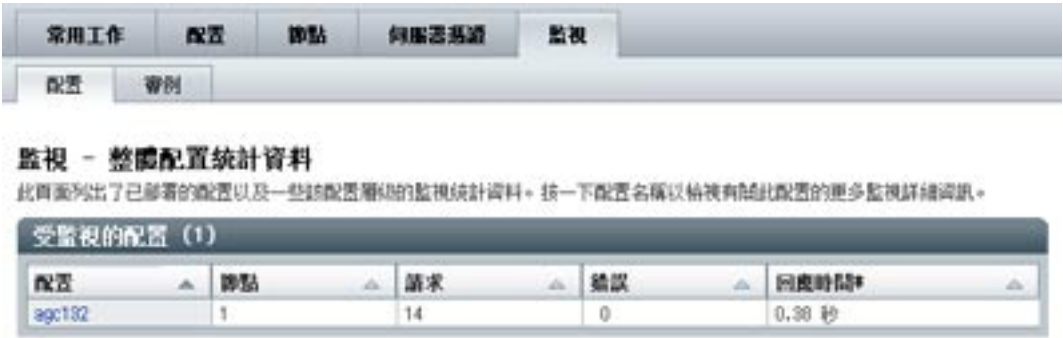 常用工作 配置 節點 伺服器憑證 監視
配置 實例
監視 - 整體配置統計資料
此頁面列出了已部署的配置以及一些該配置層級的監視統計資料。按一下配置名稱以檢視有關此配置的更多監視詳細資訊。
受監視的配置 (1)
配置 節點 請求 錯誤 回應時間*
agc132 1 14 0 0.38 秒